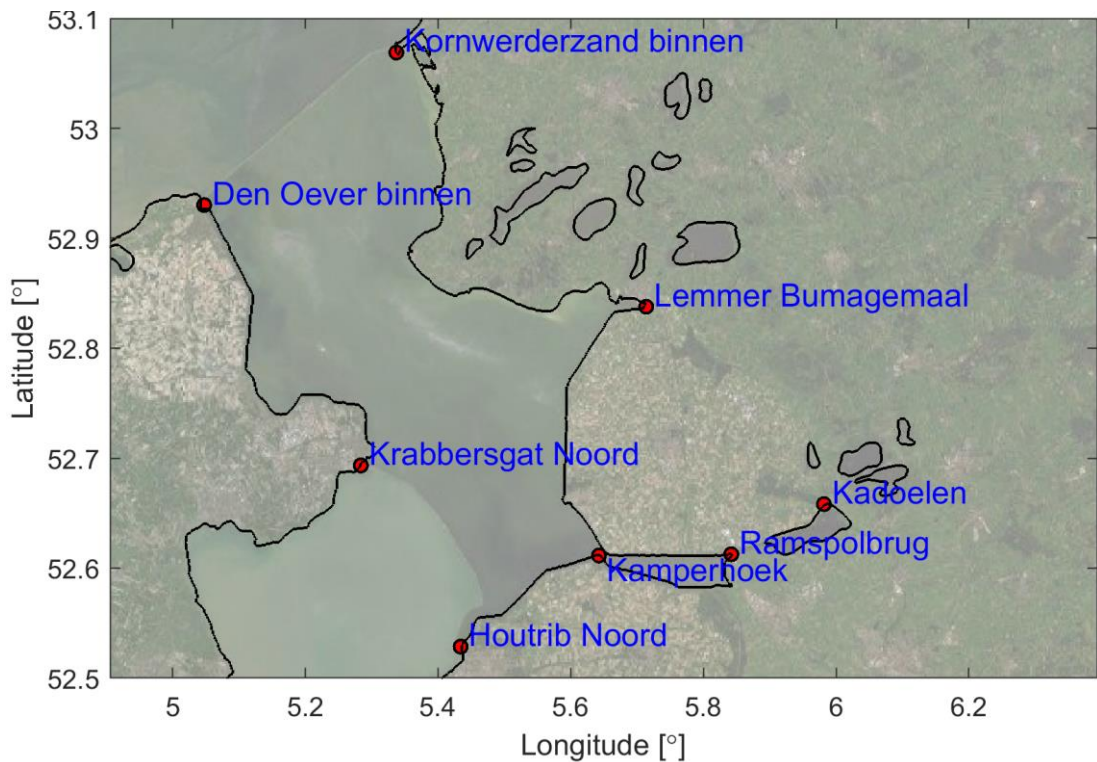 53.1
Kornwerderzand binnen
53
Den Oever binnen
52.9
Lemmer Bumagemaal
52.8
Latitude [°]
Krabbersgat Noord
52.7
Kadoelen
Ramspolbrug
52.6
Kamperhoek
Houtrib Noord
52.5
5 5.2 5.4 5.6 5.8 6 6.2
Longitude [°]